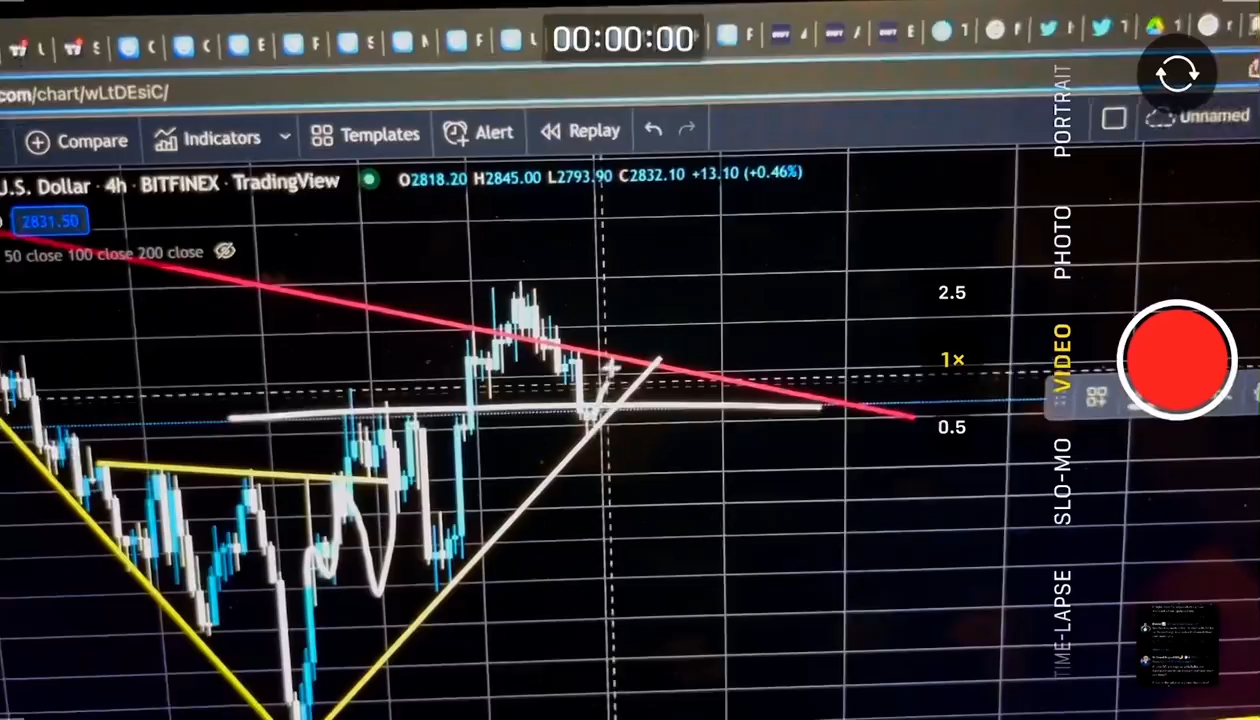 00:00:00
com/chart/wLtDEsiC/
Compare
Indicators
Templates
Alert
Replay
Unnamed
U.S. Dollar · 4h · BITFINEX · TradingView
O2818.20 H2845.00 L2793.90 C2832.10 +13.10 (+0.46%)
2831.50
50 close 100 close 200 close
2.5
1×
0.5
PORTRAIT
PHOTO
VIDEO
SLO-MO
TIME-LAPSE